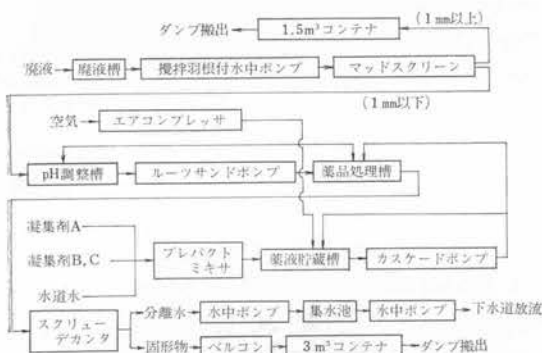 ダンプ搬出 1.5m³コンテナ (1mm以上)
廃液 廃液槽 攪拌羽根付水中ポンプ マッドスクリーン
(1mm以下)
空気 エアコンプレッサ
pH調整槽 ルーツサンドポンプ 薬品処理槽
凝集剤A
凝集剤B,C プレパクト 薬液貯蔵槽 カスケードポンプ
ミキサ
水道水
スクリュー 分離水 水中ポンプ 集水池 水中ポンプ 下水道放流
デカンタ 固形物 ベルコン 3m³コンテナ ダンプ搬出